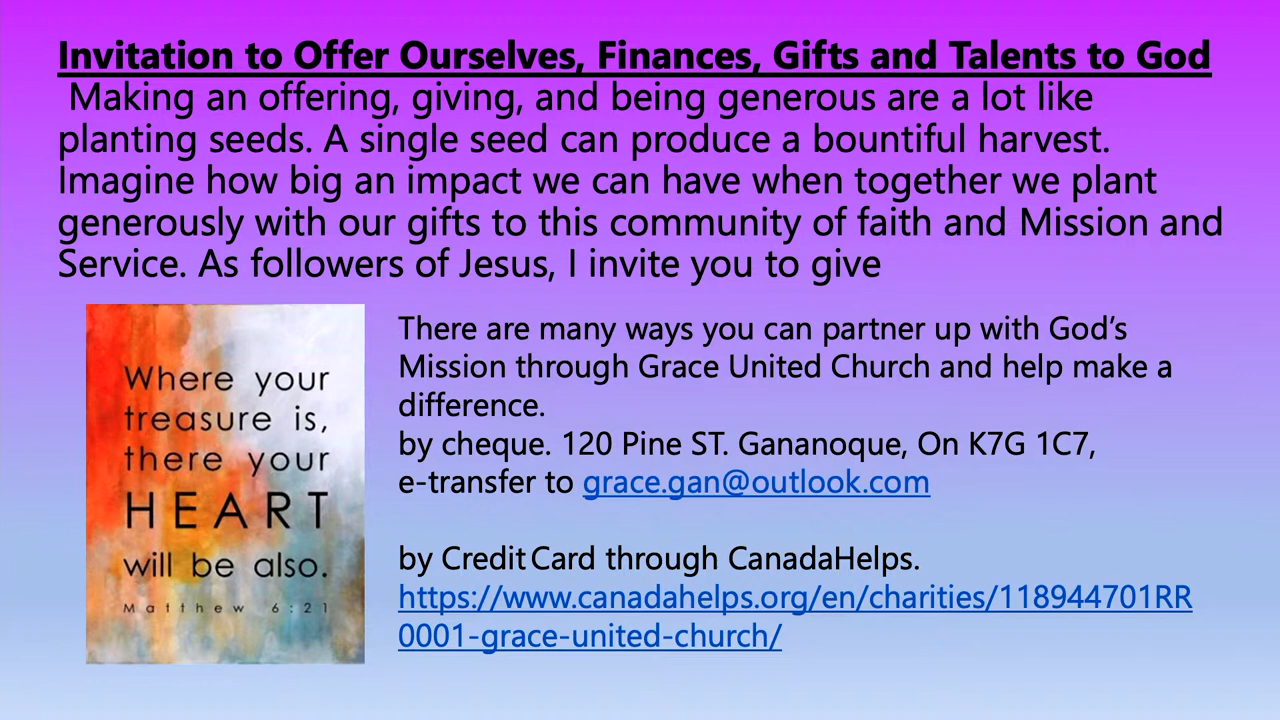 Invitation to Offer Ourselves, Finances, Gifts and Talents to God
Making an offering, giving, and being generous are a lot like
planting seeds. A single seed can produce a bountiful harvest.
Imagine how big an impact we can have when together we plant
generously with our gifts to this community of faith and Mission and
Service. As followers of Jesus, I invite you to give
Where your
treasure is,
there your
HEART
will be also.
Matthew 6:21
There are many ways you can partner up with God’s
Mission through Grace United Church and help make a
difference.
by cheque. 120 Pine ST. Gananoque, On K7G 1C7,
e-transfer to grace.gan@outlook.com
by Credit Card through CanadaHelps.
https://www.canadahelps.org/en/charities/118944701RR
0001-grace-united-church/